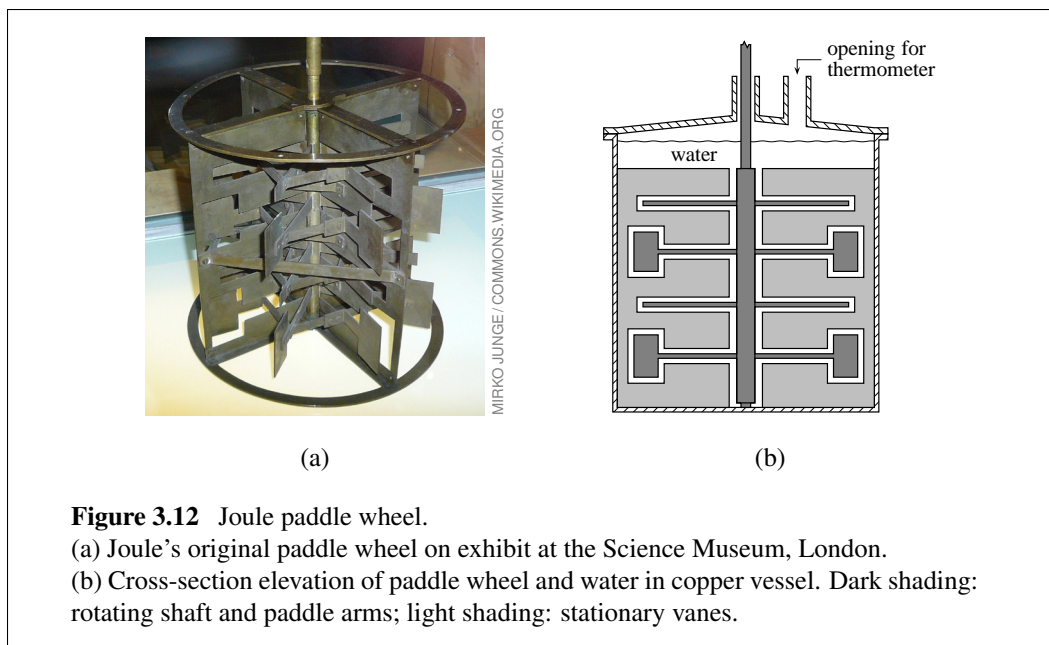 MIRKO JUNGE / COMMONS.WIKIMEDIA.ORG
opening for
thermometer
water
(a)
(b)
Figure 3.12 Joule paddle wheel.
(a) Joule's original paddle wheel on exhibit at the Science Museum, London.
(b) Cross-section elevation of paddle wheel and water in copper vessel. Dark shading:
rotating shaft and paddle arms; light shading: stationary vanes.